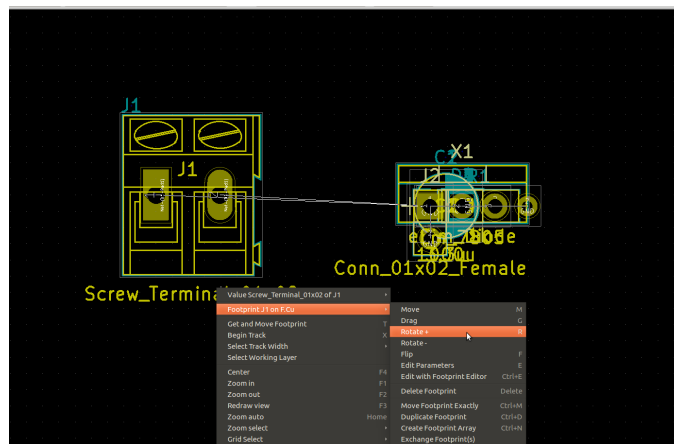 J1
J1
X1
Conn_01x02_Female
Screw_Termin
Value Screw_Terminal_01x02 of J1
Footprint J1 on F.Cu
Get and Move Footprint T
Begin Track X
Select Track Width
Select Working Layer
Center F4
Zoom in F1
Zoom out F2
Redraw view F3
Zoom auto Home
Zoom select
Grid Select
Move M
Drag G
Rotate + R
Rotate -
Flip F
Edit Parameters E
Edit with Footprint Editor Ctrl+E
Delete Footprint Delete
Move Footprint Exactly Ctrl+M
Duplicate Footprint Ctrl+D
Create Footprint Array Ctrl+N
Exchange Footprint(s)